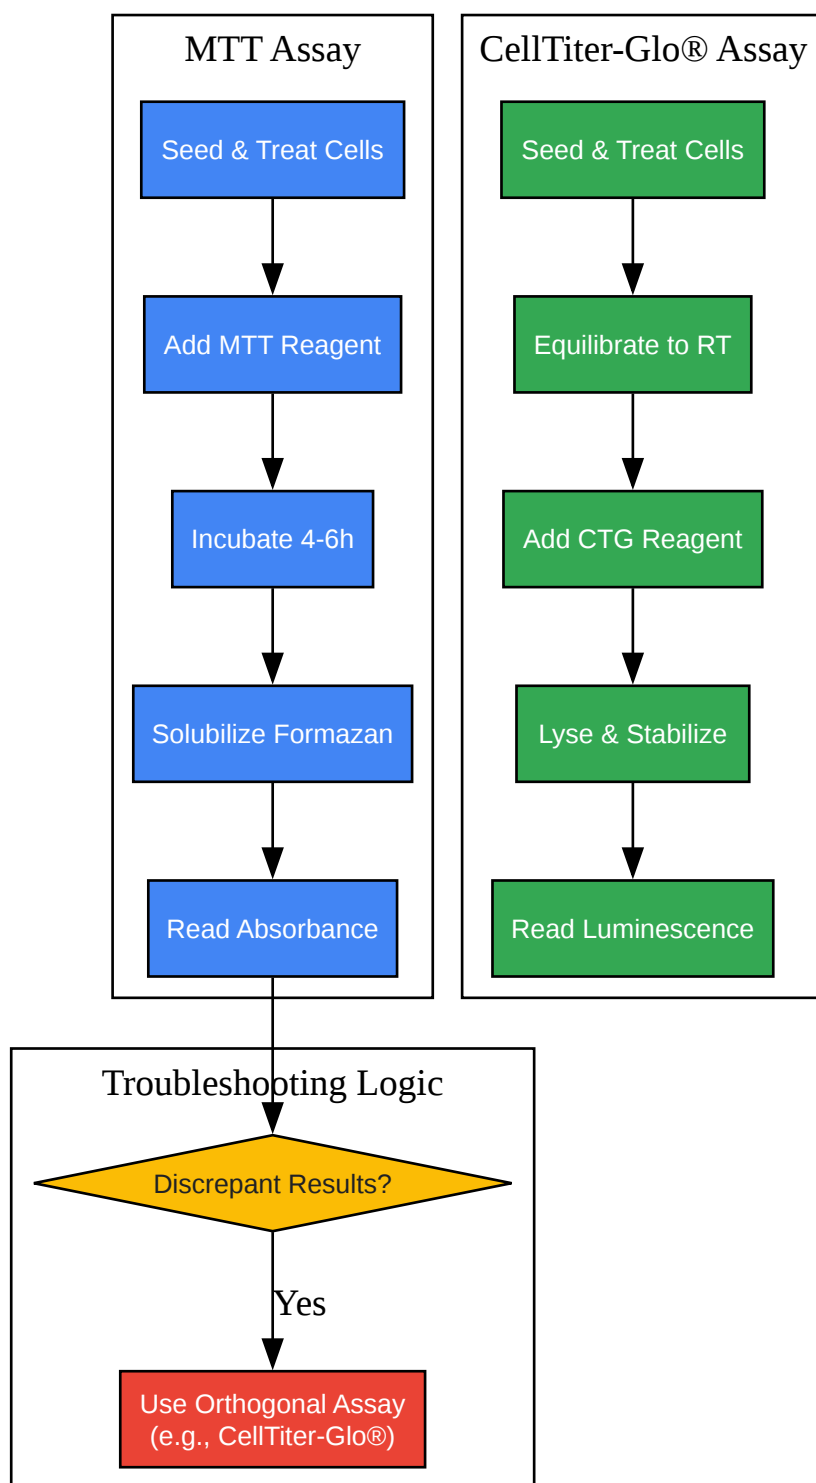 MTT Assay
Seed & Treat Cells
Add MTT Reagent
Incubate 4-6h
Solubilize Formazan
Read Absorbance
CellTiter-Glo® Assay
Seed & Treat Cells
Equilibrate to RT
Add CTG Reagent
Lyse & Stabilize
Read Luminescence
Troubleshooting Logic
Discrepant Results?
Yes
Use Orthogonal Assay
(e.g., CellTiter-Glo®)